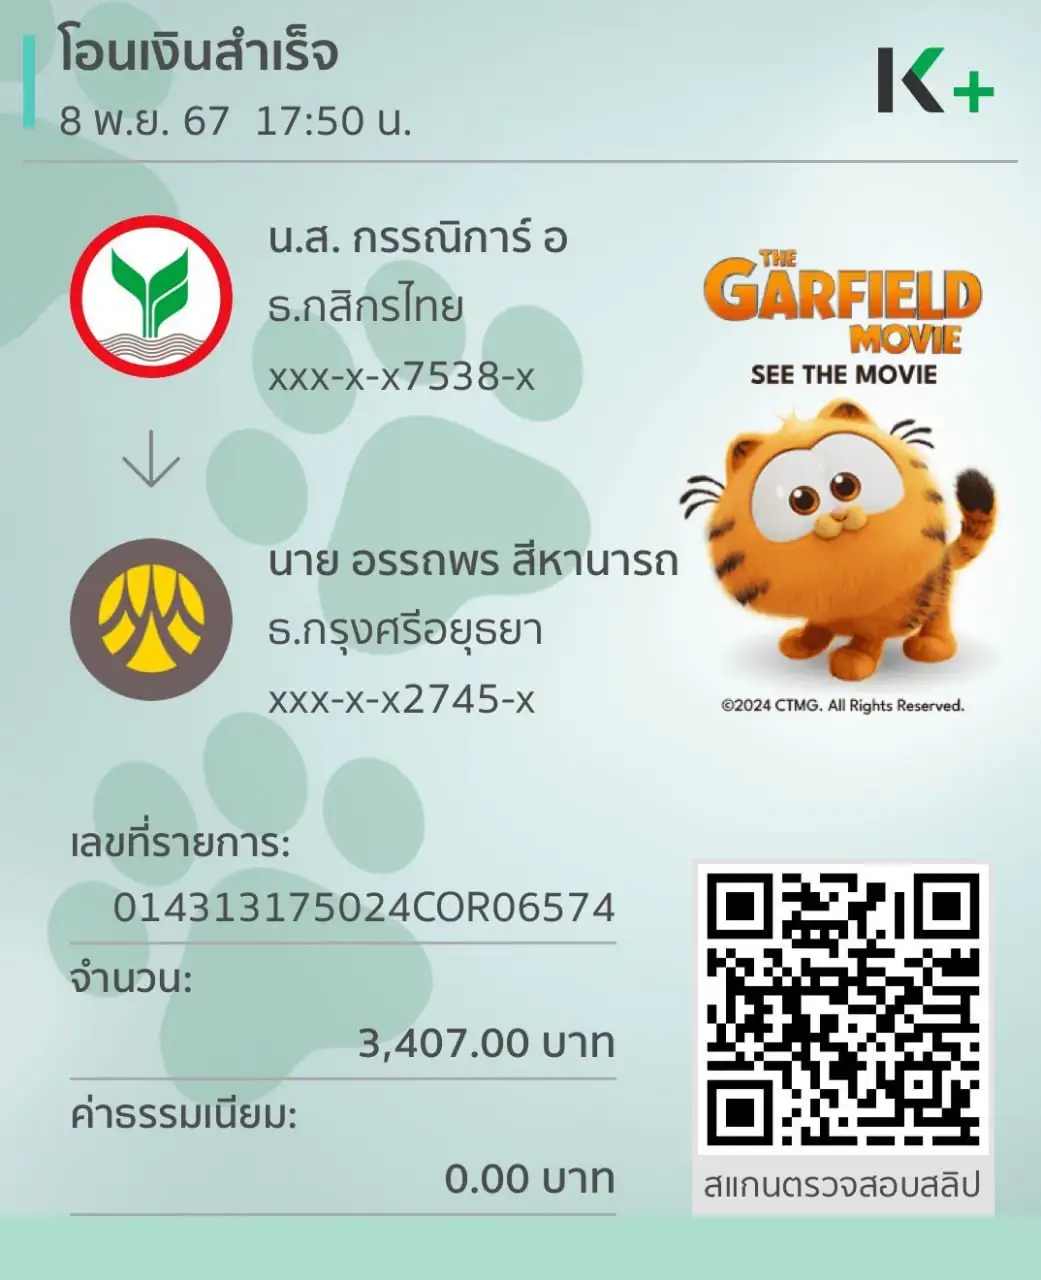 โอนเงินสำเร็จ
8 พ.ย. 67 17:50 น.
K+
น.ส. กรรณิการ์ อ
ธ.กสิกรไทย
xxx-x-x7538-x
THE
GARFIELD
MOVIE
SEE THE MOVIE
นาย อรรถพร สีหานารถ
ธ.กรุงศรีอยุธยา
xxx-x-x2745-x
©2024 CTMG. All Rights Reserved.
เลขที่รายการ:
014313175024COR06574
จำนวน:
3,407.00 บาท
ค่าธรรมเนียม:
0.00 บาท
สแกนตรวจสอบสลิป